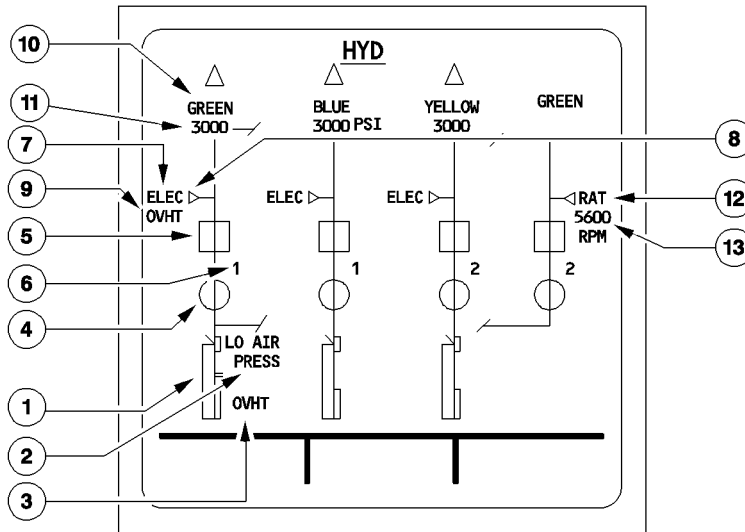 HYD
10
11
7
9
5
6
4
1
2
3
8
12
13
GREEN
3000
BLUE
3000 PSI
YELLOW
3000
GREEN
ELEC
OVHT
ELEC
ELEC
RAT
5600
RPM
1
1
2
2
LO AIR
PRESS
OVHT